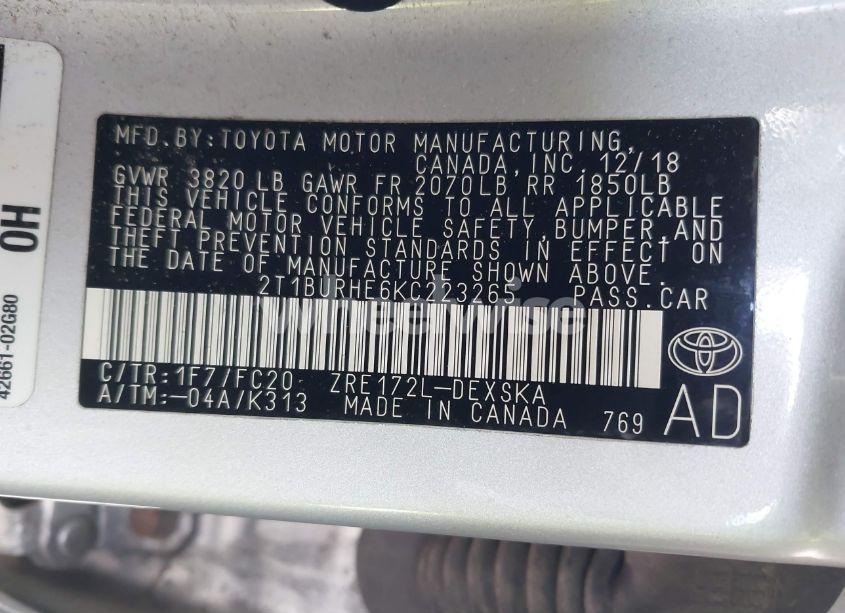 MFD.BY:TOYOTA MOTOR MANUFACTURING,
CANADA,INC. 12/18
GVWR 3820 LB GAWR FR 2070LB RR 1850LB
THIS VEHICLE CONFORMS TO ALL APPLICABLE
FEDERAL MOTOR VEHICLE SAFETY,BUMPER,AND
THEFT PREVENTION STANDARDS IN EFFECT ON
THE DATE OF MANUFACTURE SHOWN ABOVE.
2T1BURHE6KC223265 PASS.CAR
wheelwise
C/TR:1F7/FC20 ZRE172L-DEXSKA
A/TM:-04A/K313 MADE IN CANADA 769
AD
0H
42661-02G80